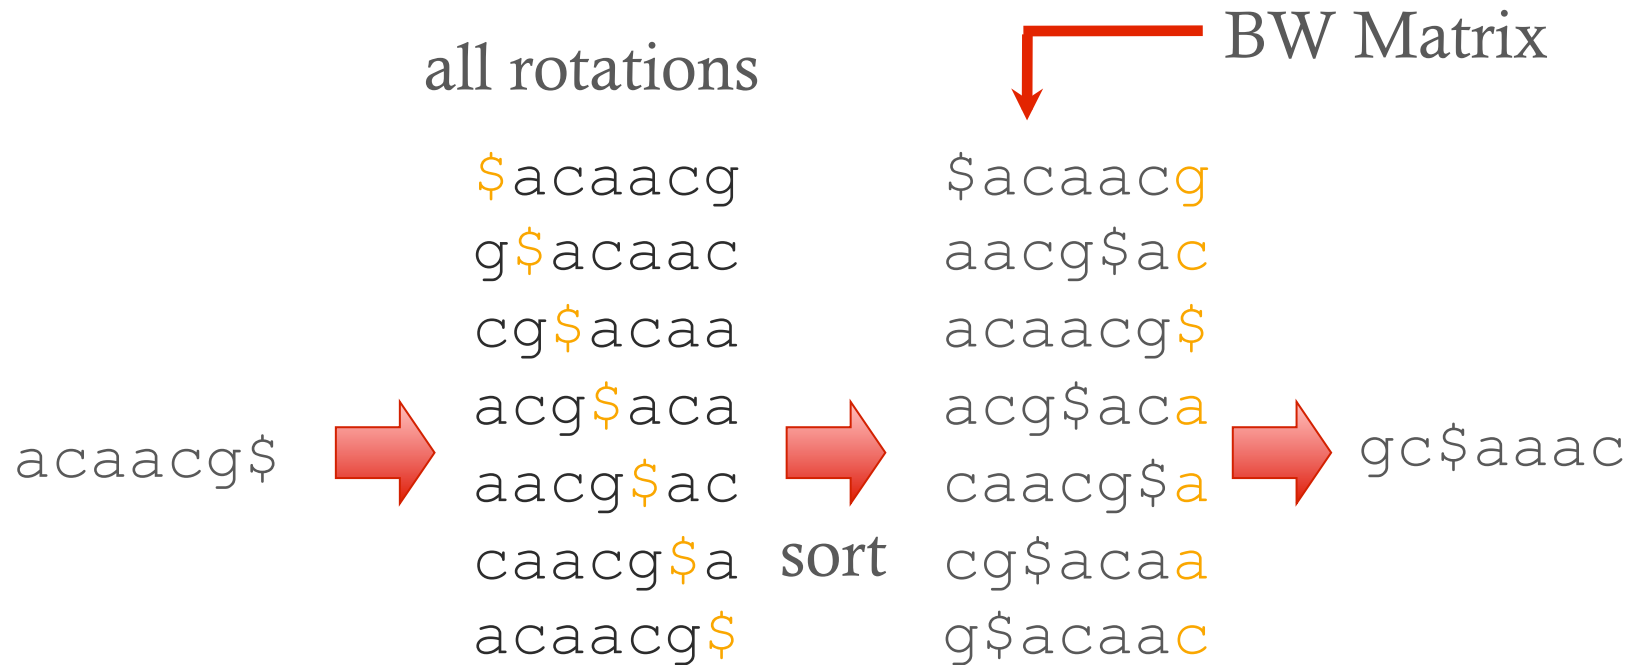 BW Matrix
all rotations
$acaacg
g$acaac
cg$acaa
acg$aca
aacg$ac
caacg$a
acaacg$
$acaacg
aacg$ac
acaacg$
acg$aca
caacg$a
cg$acaa
g$acaac
acaacg$
sort
gc$aaac